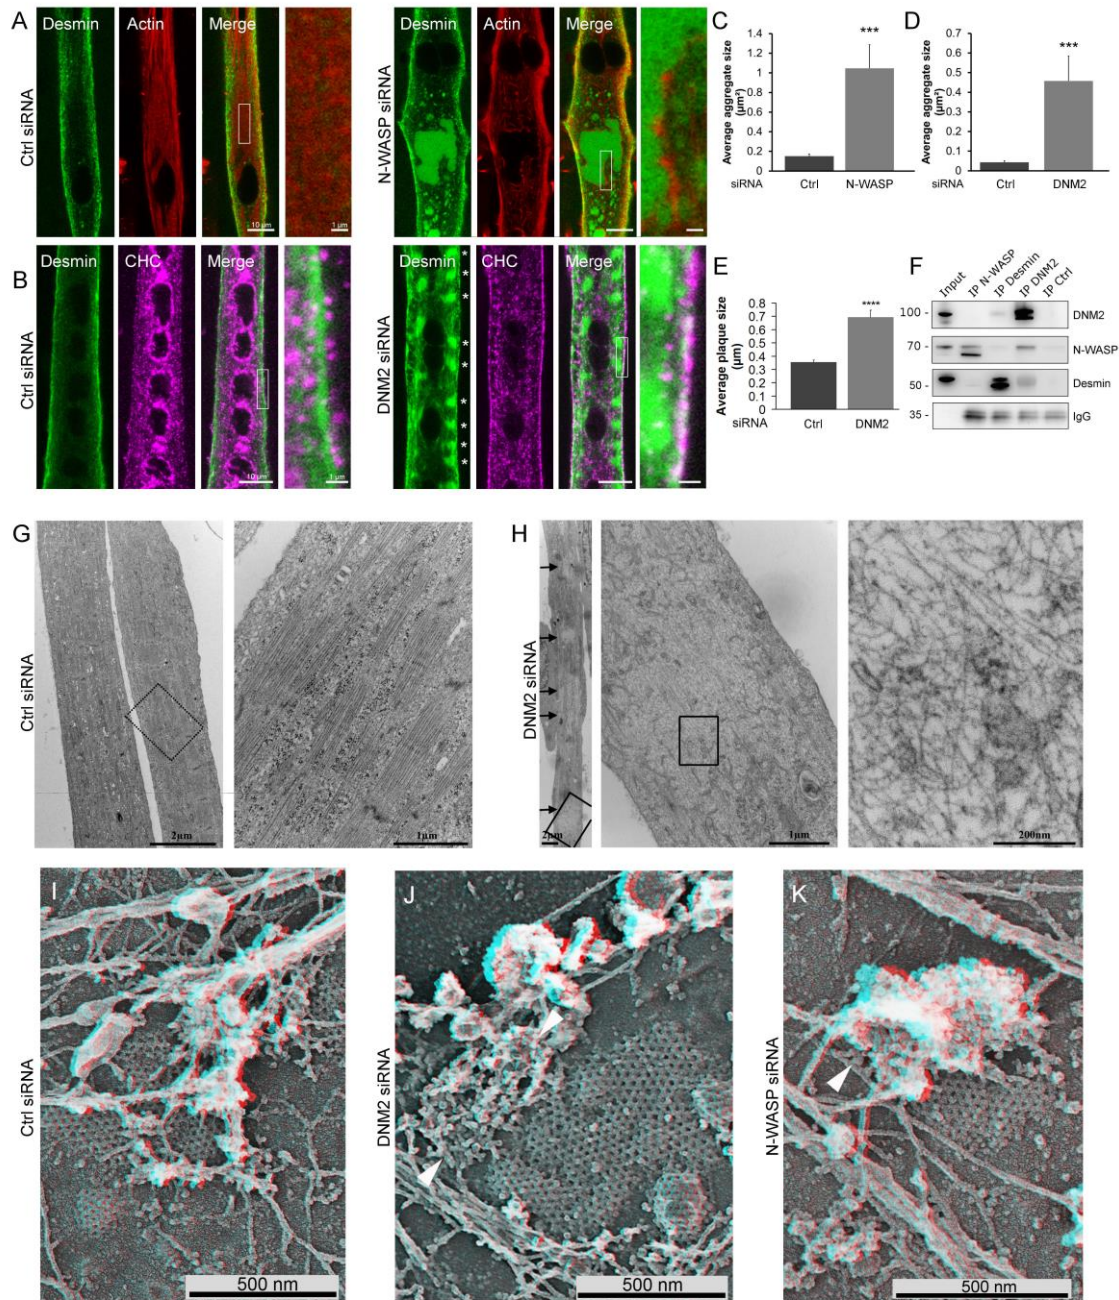 A
Desmin Actin Merge
Ctrl siRNA
10 µm
1 µm
N-WASP siRNA
B
Desmin CHC Merge
Ctrl siRNA
10 µm
1 µm
Desmin CHC Merge
DNM2 siRNA
* * * * * * * *
C
Average aggregate size (µm²)
1.4
1.2
1
0.8
0.6
0.4
0.2
0
***
siRNA Ctrl N-WASP
D
Average aggregate size (µm²)
0.7
0.6
0.5
0.4
0.3
0.2
0.1
0
***
siRNA Ctrl DNM2
E
Average plaque size (µm)
0.8
0.7
0.6
0.5
0.4
0.3
0.2
0.1
0
****
siRNA Ctrl DNM2
F
Input IP N-WASP IP Desmin IP DNM2 IP Ctrl
100 - DNM2
70 - N-WASP
50 - Desmin
35 - IgG
G
Ctrl siRNA
2µm
1µm
H
DNM2 siRNA
2µm
1µm
200nm
I
Ctrl siRNA
500 nm
J
DNM2 siRNA
500 nm
K
N-WASP siRNA
500 nm